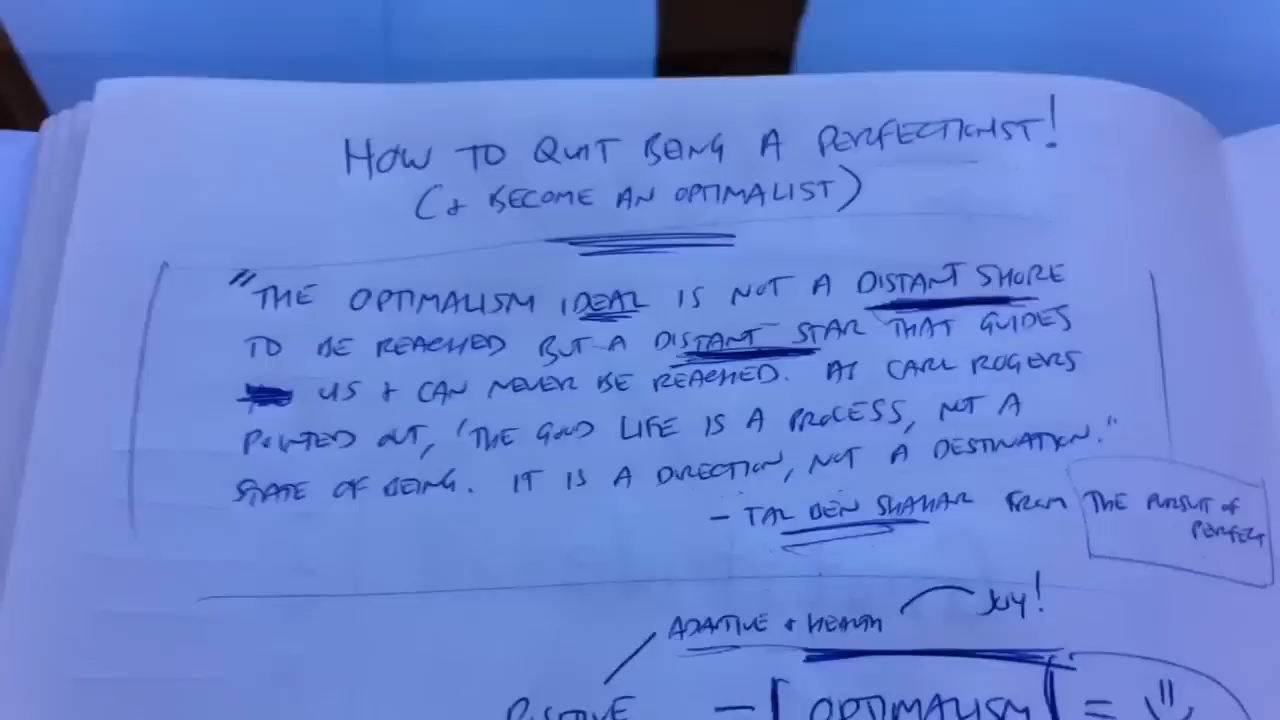 HOW TO QUIT BEING A PERFECTIONIST!
(& BECOME AN OPTIMALIST)
"THE OPTIMALISM IDEAL IS NOT A DISTANT SHORE
TO BE REACHED BUT A DISTANT STAR THAT GUIDES
US & CAN NEVER BE REACHED. AS CARL ROGERS
POINTED OUT, 'THE GOOD LIFE IS A PROCESS, NOT A
STATE OF BEING. IT IS A DIRECTION, NOT A DESTINATION."
- TAL BEN SHAHAR FROM THE PURSUIT OF
PERFECT
JOY!
ADAPTIVE & HEALTH
POSITIVE - [OPTIMALISM] =